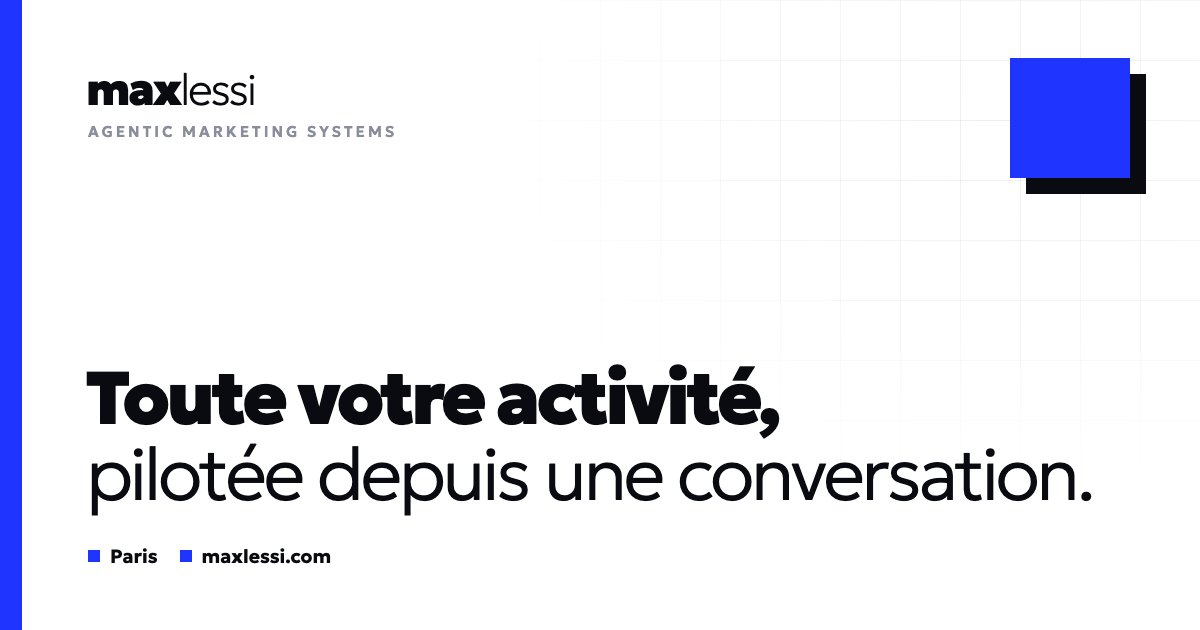 maxlessi
AGENTIC MARKETING SYSTEMS
Toute votre activité,
pilotée depuis une conversation.
Paris maxlessi.com